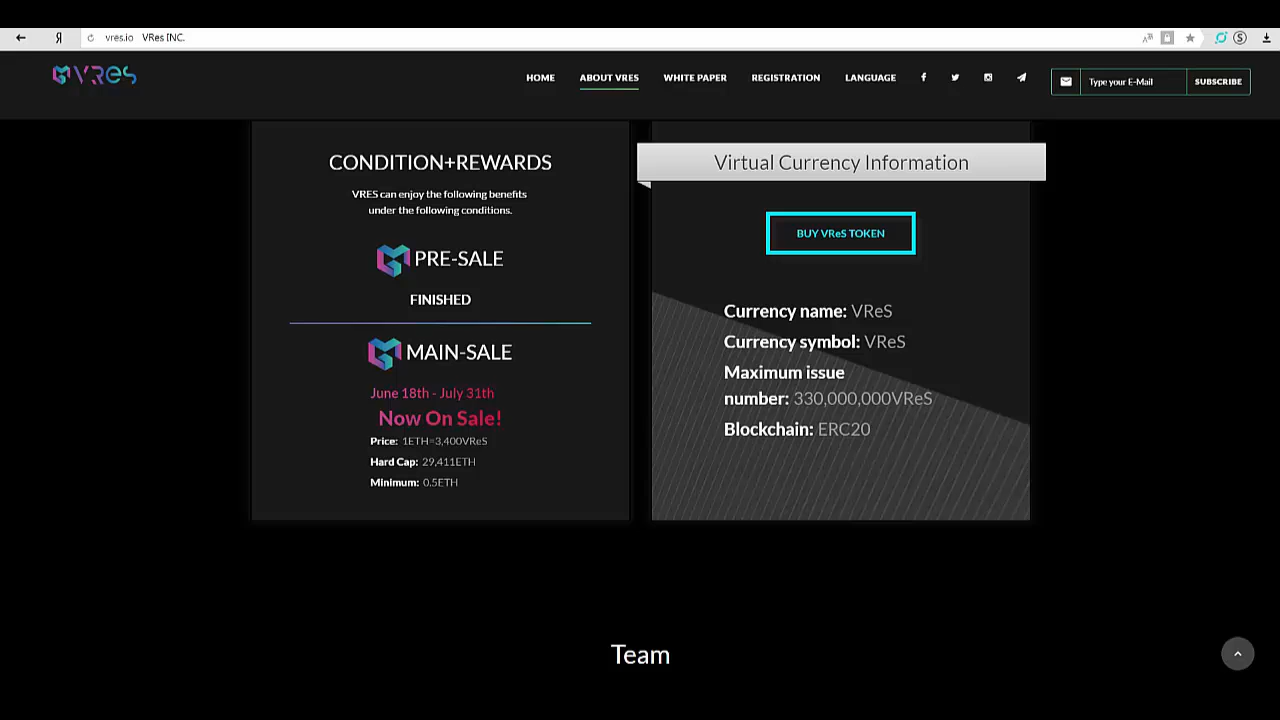 Я
vres.io VRes INC.
S
VRes
HOME
ABOUT VRES
WHITE PAPER
REGISTRATION
LANGUAGE
Type your E-Mail
SUBSCRIBE
CONDITION+REWARDS
VRES can enjoy the following benefits
under the following conditions.
PRE-SALE
FINISHED
MAIN-SALE
June 18th - July 31th
Now On Sale!
Price: 1ETH=3,400VReS
Hard Cap: 29,411ETH
Minimum: 0.5ETH
Virtual Currency Information
BUY VReS TOKEN
Currency name: VReS
Currency symbol: VReS
Maximum issue
number: 330,000,000VReS
Blockchain: ERC20
Team